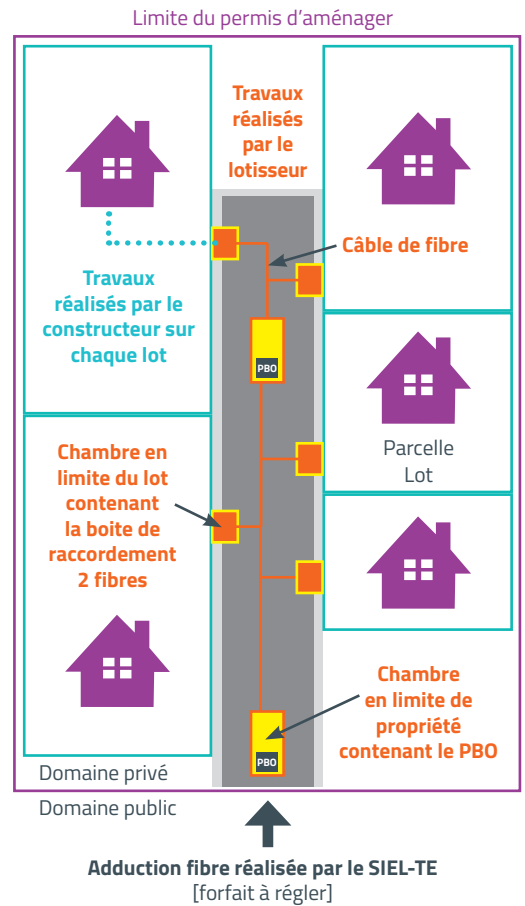 Limite du permis d'aménager
Travaux
réalisés
par le
lotisseur
Câble de fibre
Travaux
réalisés par le
constructeur sur
chaque lot
PBO
Chambre en
limite du lot
contenant
la boite de
raccordement
2 fibres
Parcelle
Lot
Chambre
en limite de
propriété
contenant le PBO
PBO
Domaine privé
Domaine public
Adduction fibre réalisée par le SIEL-TE
[forfait à régler]